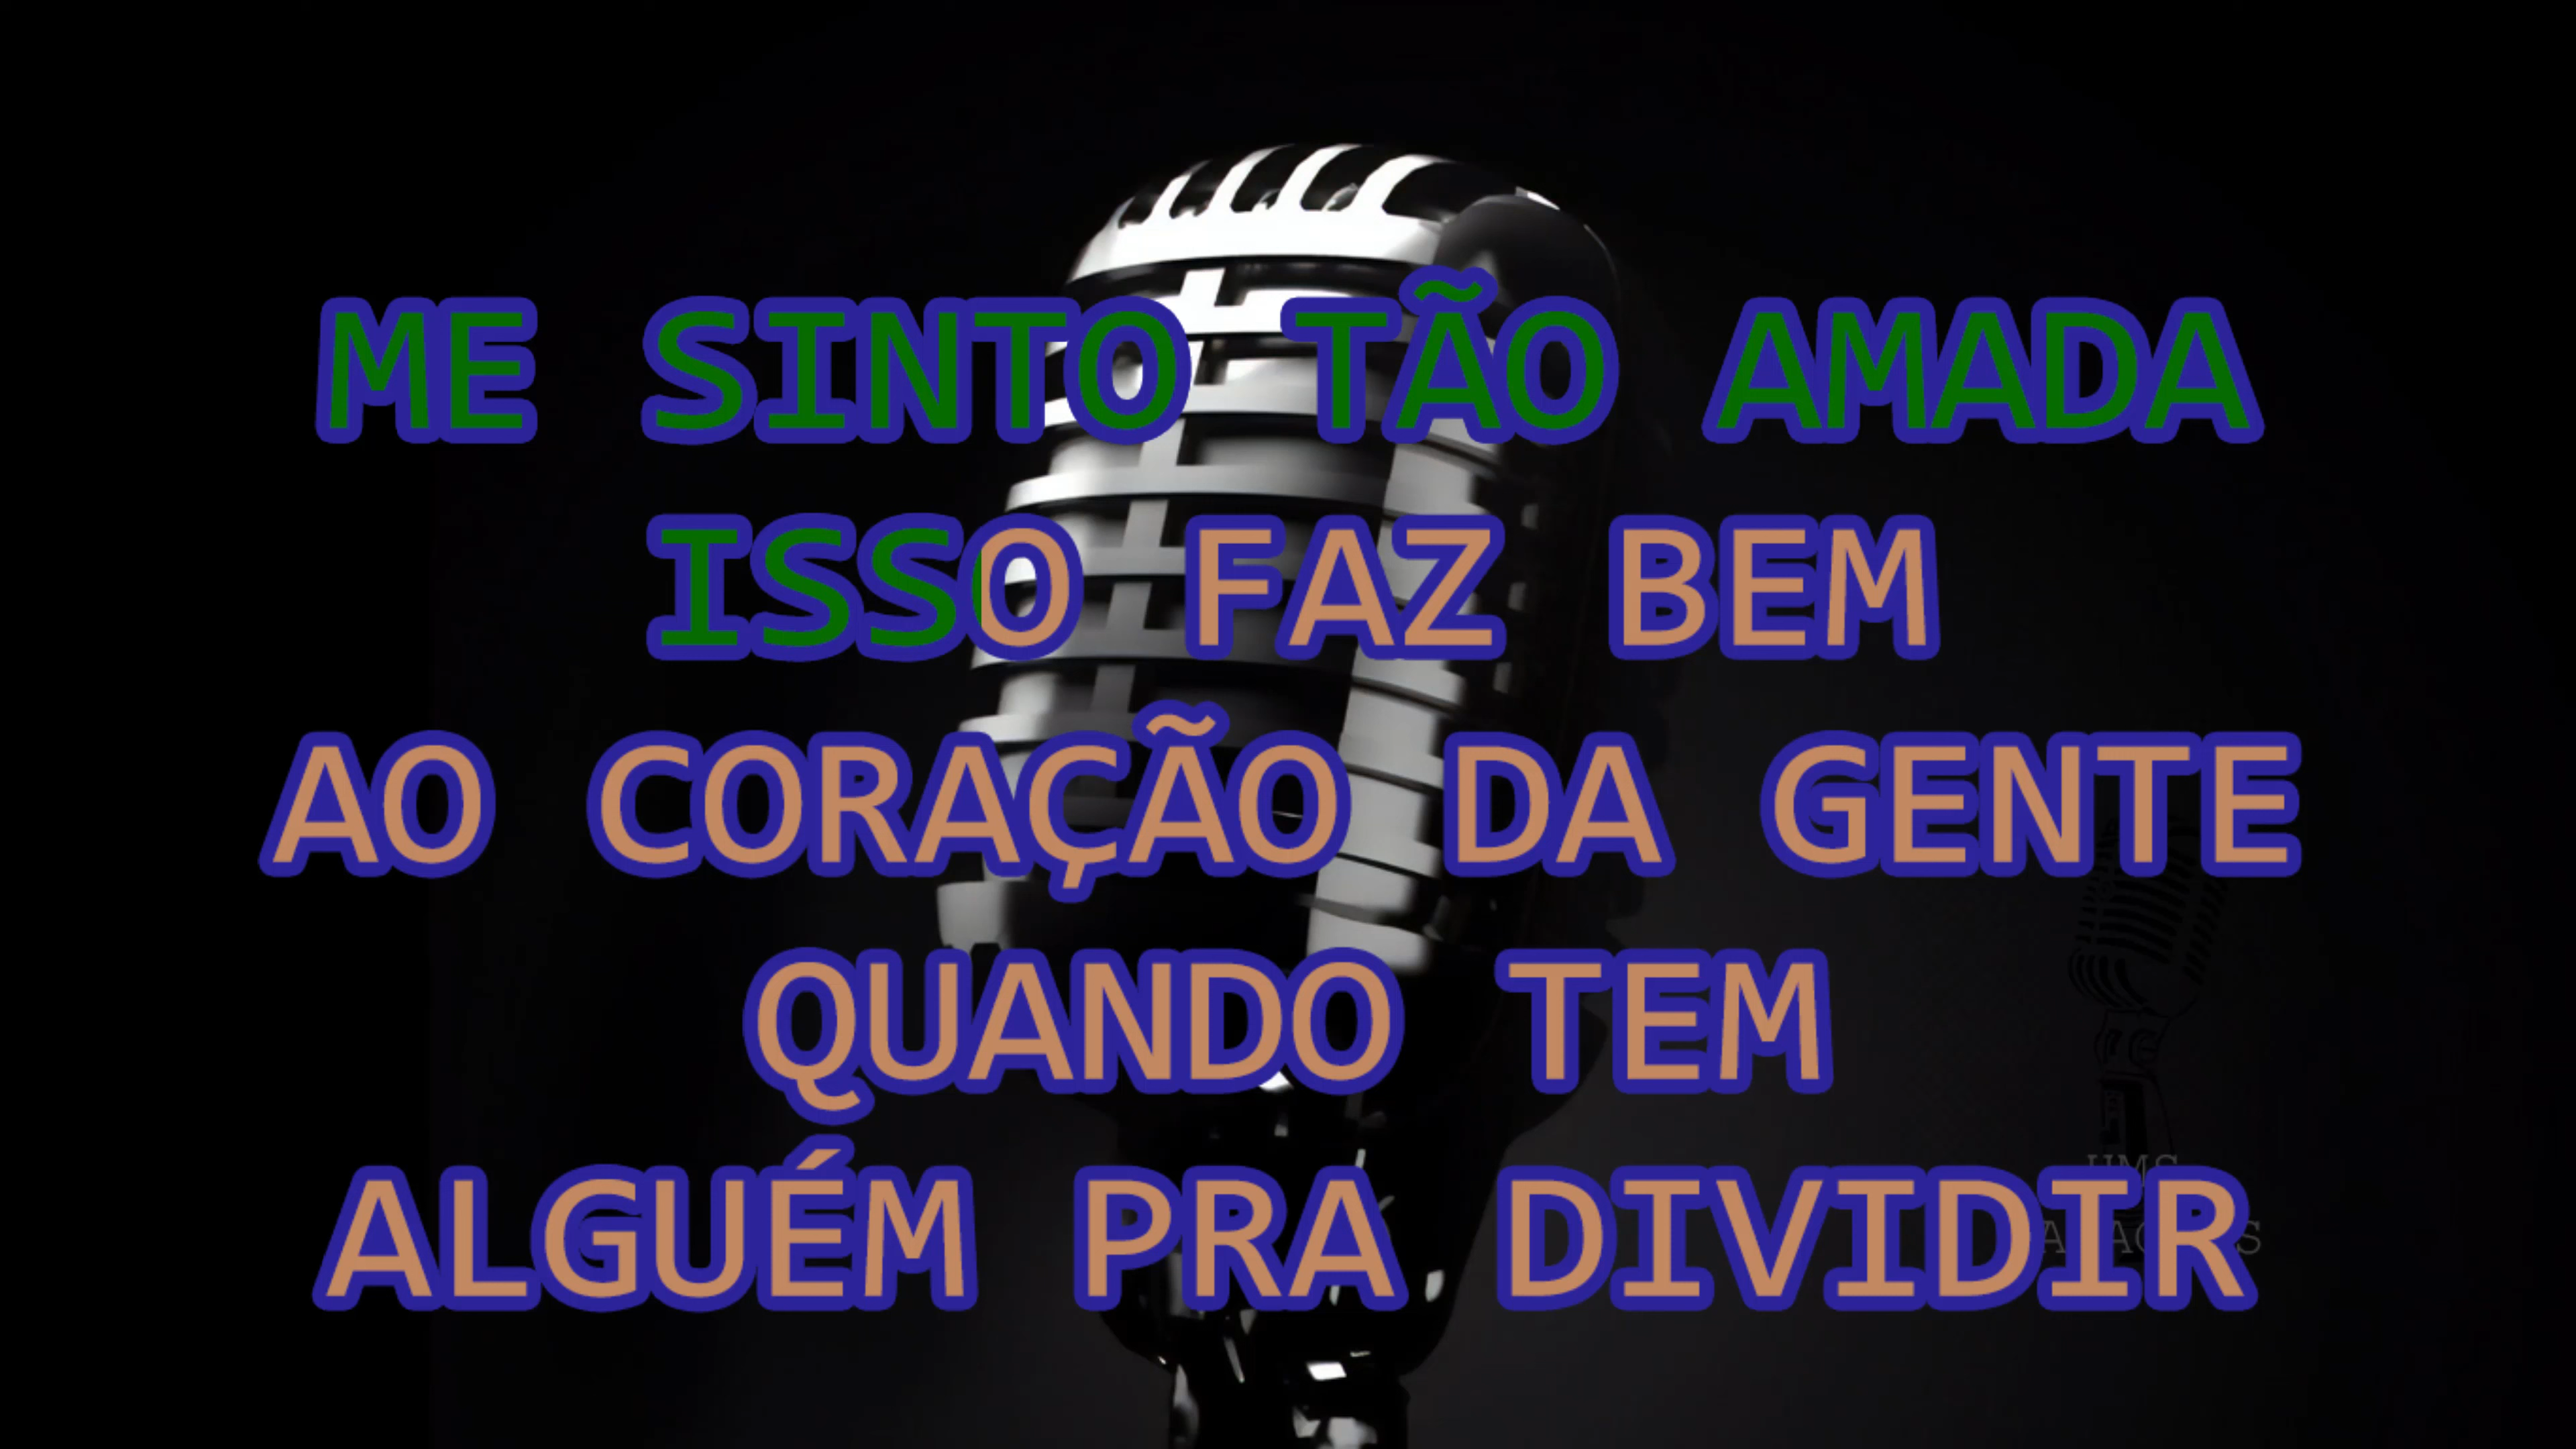 ME SINTO TÃO AMADA
ISSO FAZ BEM
AO CORAÇÃO DA GENTE
QUANDO TEM
ALGUÉM PRA DIVIDIR